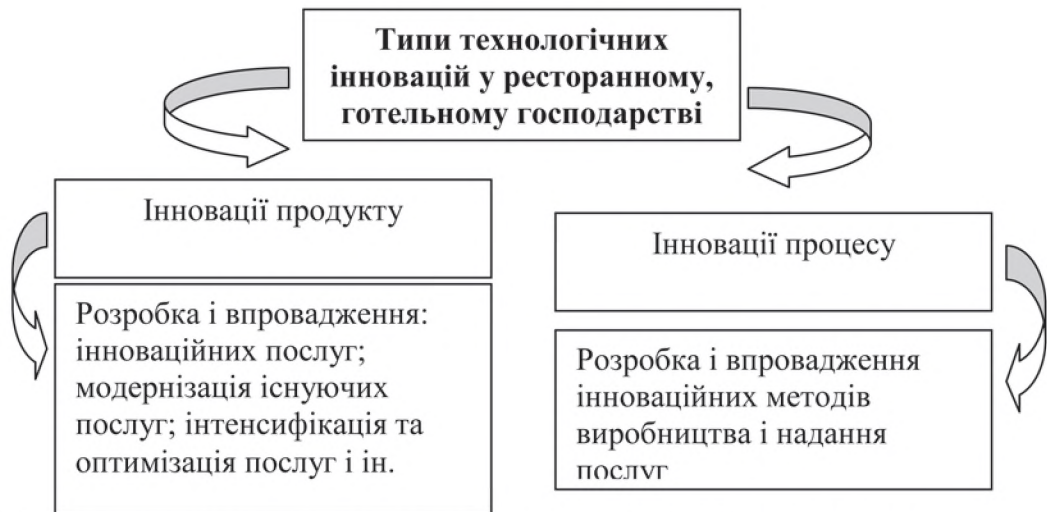 Типи технологічних
інновацій у ресторанному,
готельному господарстві
Інновації продукту
Розробка і впровадження:
інноваційних послуг;
модернізація існуючих
послуг; інтенсифікація та
оптимізація послуг і ін.
Інновації процесу
Розробка і впровадження
інноваційних методів
виробництва і надання
послуг